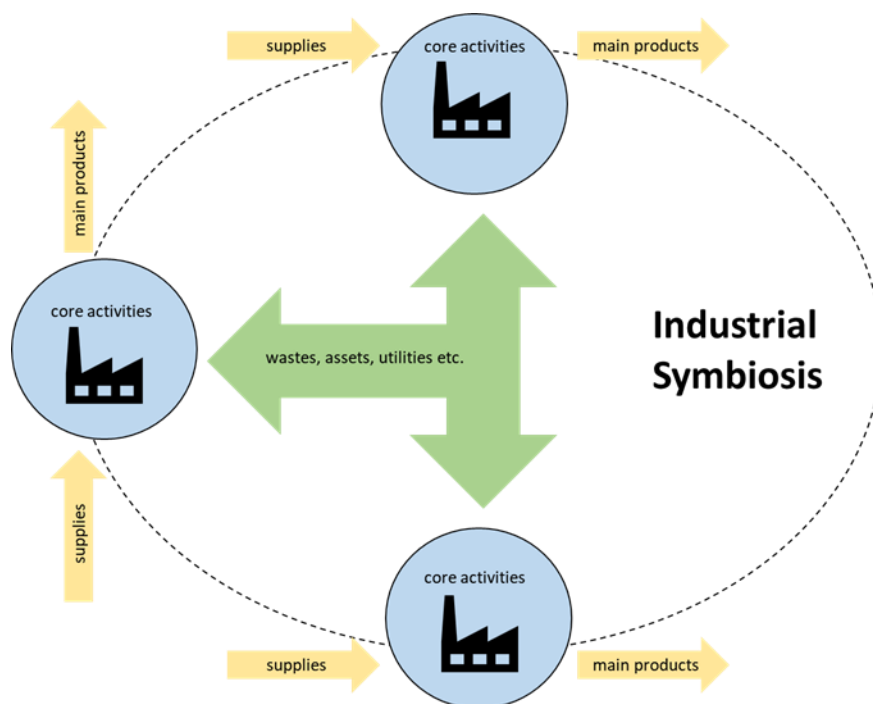 supplies
core activities
main products
main products
core activities
wastes, assets, utilities etc.
Industrial
Symbiosis
supplies
core activities
supplies
main products